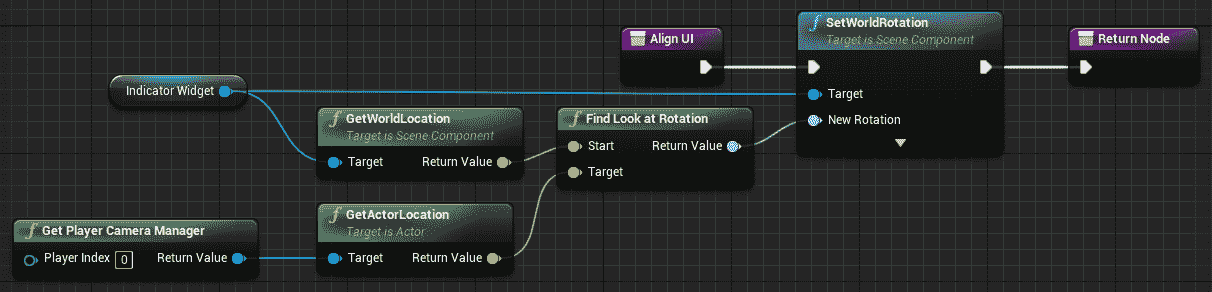 Align UI
SetWorldRotation
Target is Scene Component
Target
New Rotation
Return Node
Indicator Widget
GetWorldLocation
Target is Scene Component
Target Return Value
Find Look at Rotation
Start Return Value
Target
Get Player Camera Manager
Player Index 0 Return Value
GetActorLocation
Target is Actor
Target Return Value